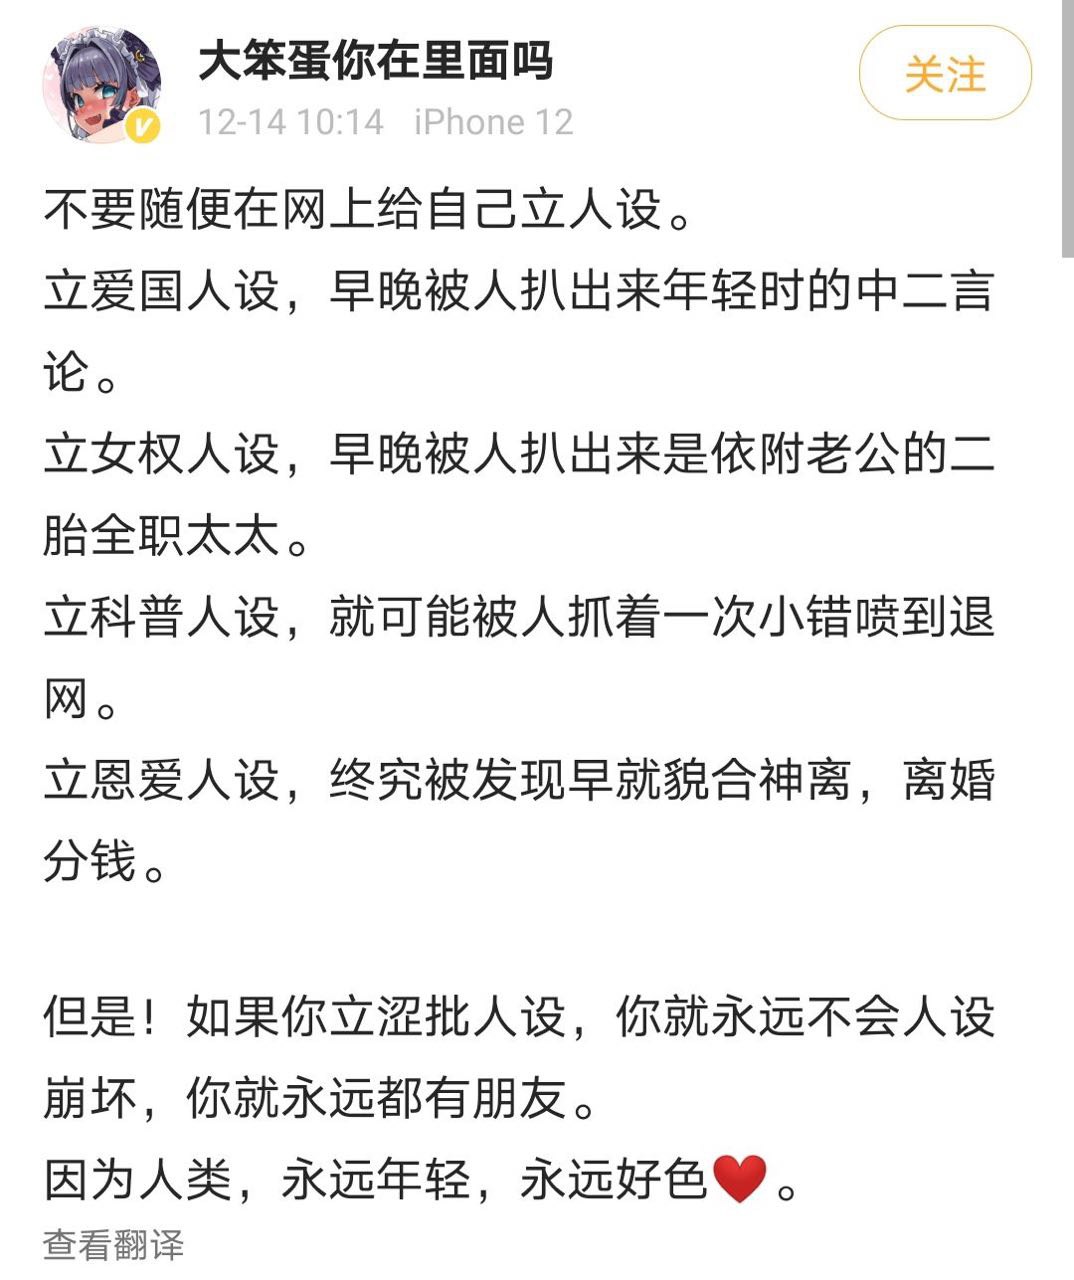 大笨蛋你在里面吗
关注
12-14 10:14 iPhone 12
不要随便在网上给自己立人设。
立爱国人设，早晚被人扒出来年轻时的中二言
论。
立女权人设，早晚被人扒出来是依附老公的二
胎全职太太。
立科普人设，就可能被人抓着一次小错喷到退
网。
立恩爱人设，终究被发现早就貌合神离，离婚
分钱。
但是！如果你立涩批人设，你就永远不会人设
崩坏，你就永远都有朋友。
因为人类，永远年轻，永远好色❤️。
查看翻译